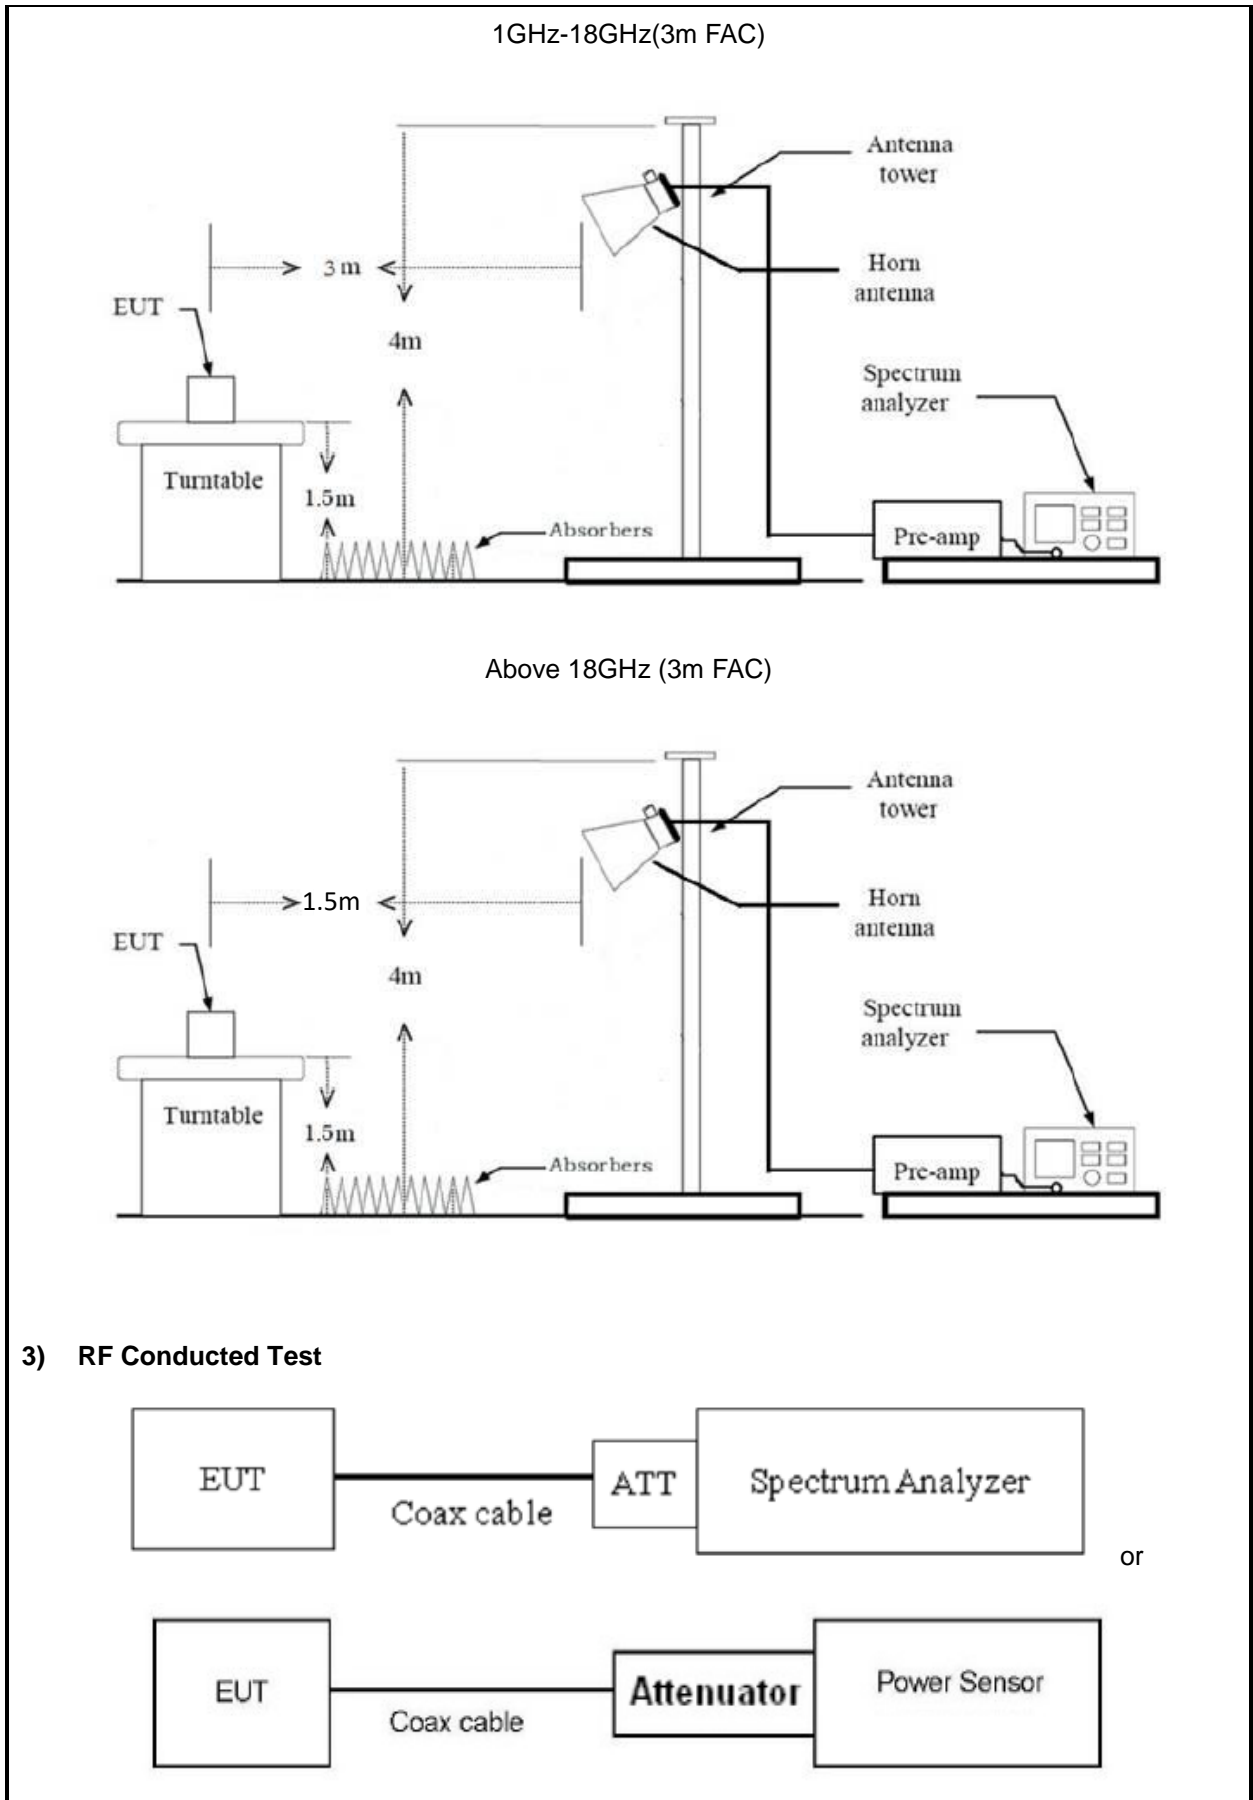 1GHz-18GHz(3m FAC)
Antenna
tower
3m
Horn
antenna
EUT
4m
Spectrum
analyzer
Turntable
1.5m
Absorbers
Pre-amp
Above 18GHz (3m FAC)
Antenna
tower
1.5m
Horn
antenna
EUT
4m
Spectrum
analyzer
Turntable
1.5m
Absorbers
Pre-amp
3) RF Conducted Test
EUT
Coax cable
ATT
Spectrum Analyzer
or
EUT
Coax cable
Attenuator
Power Sensor